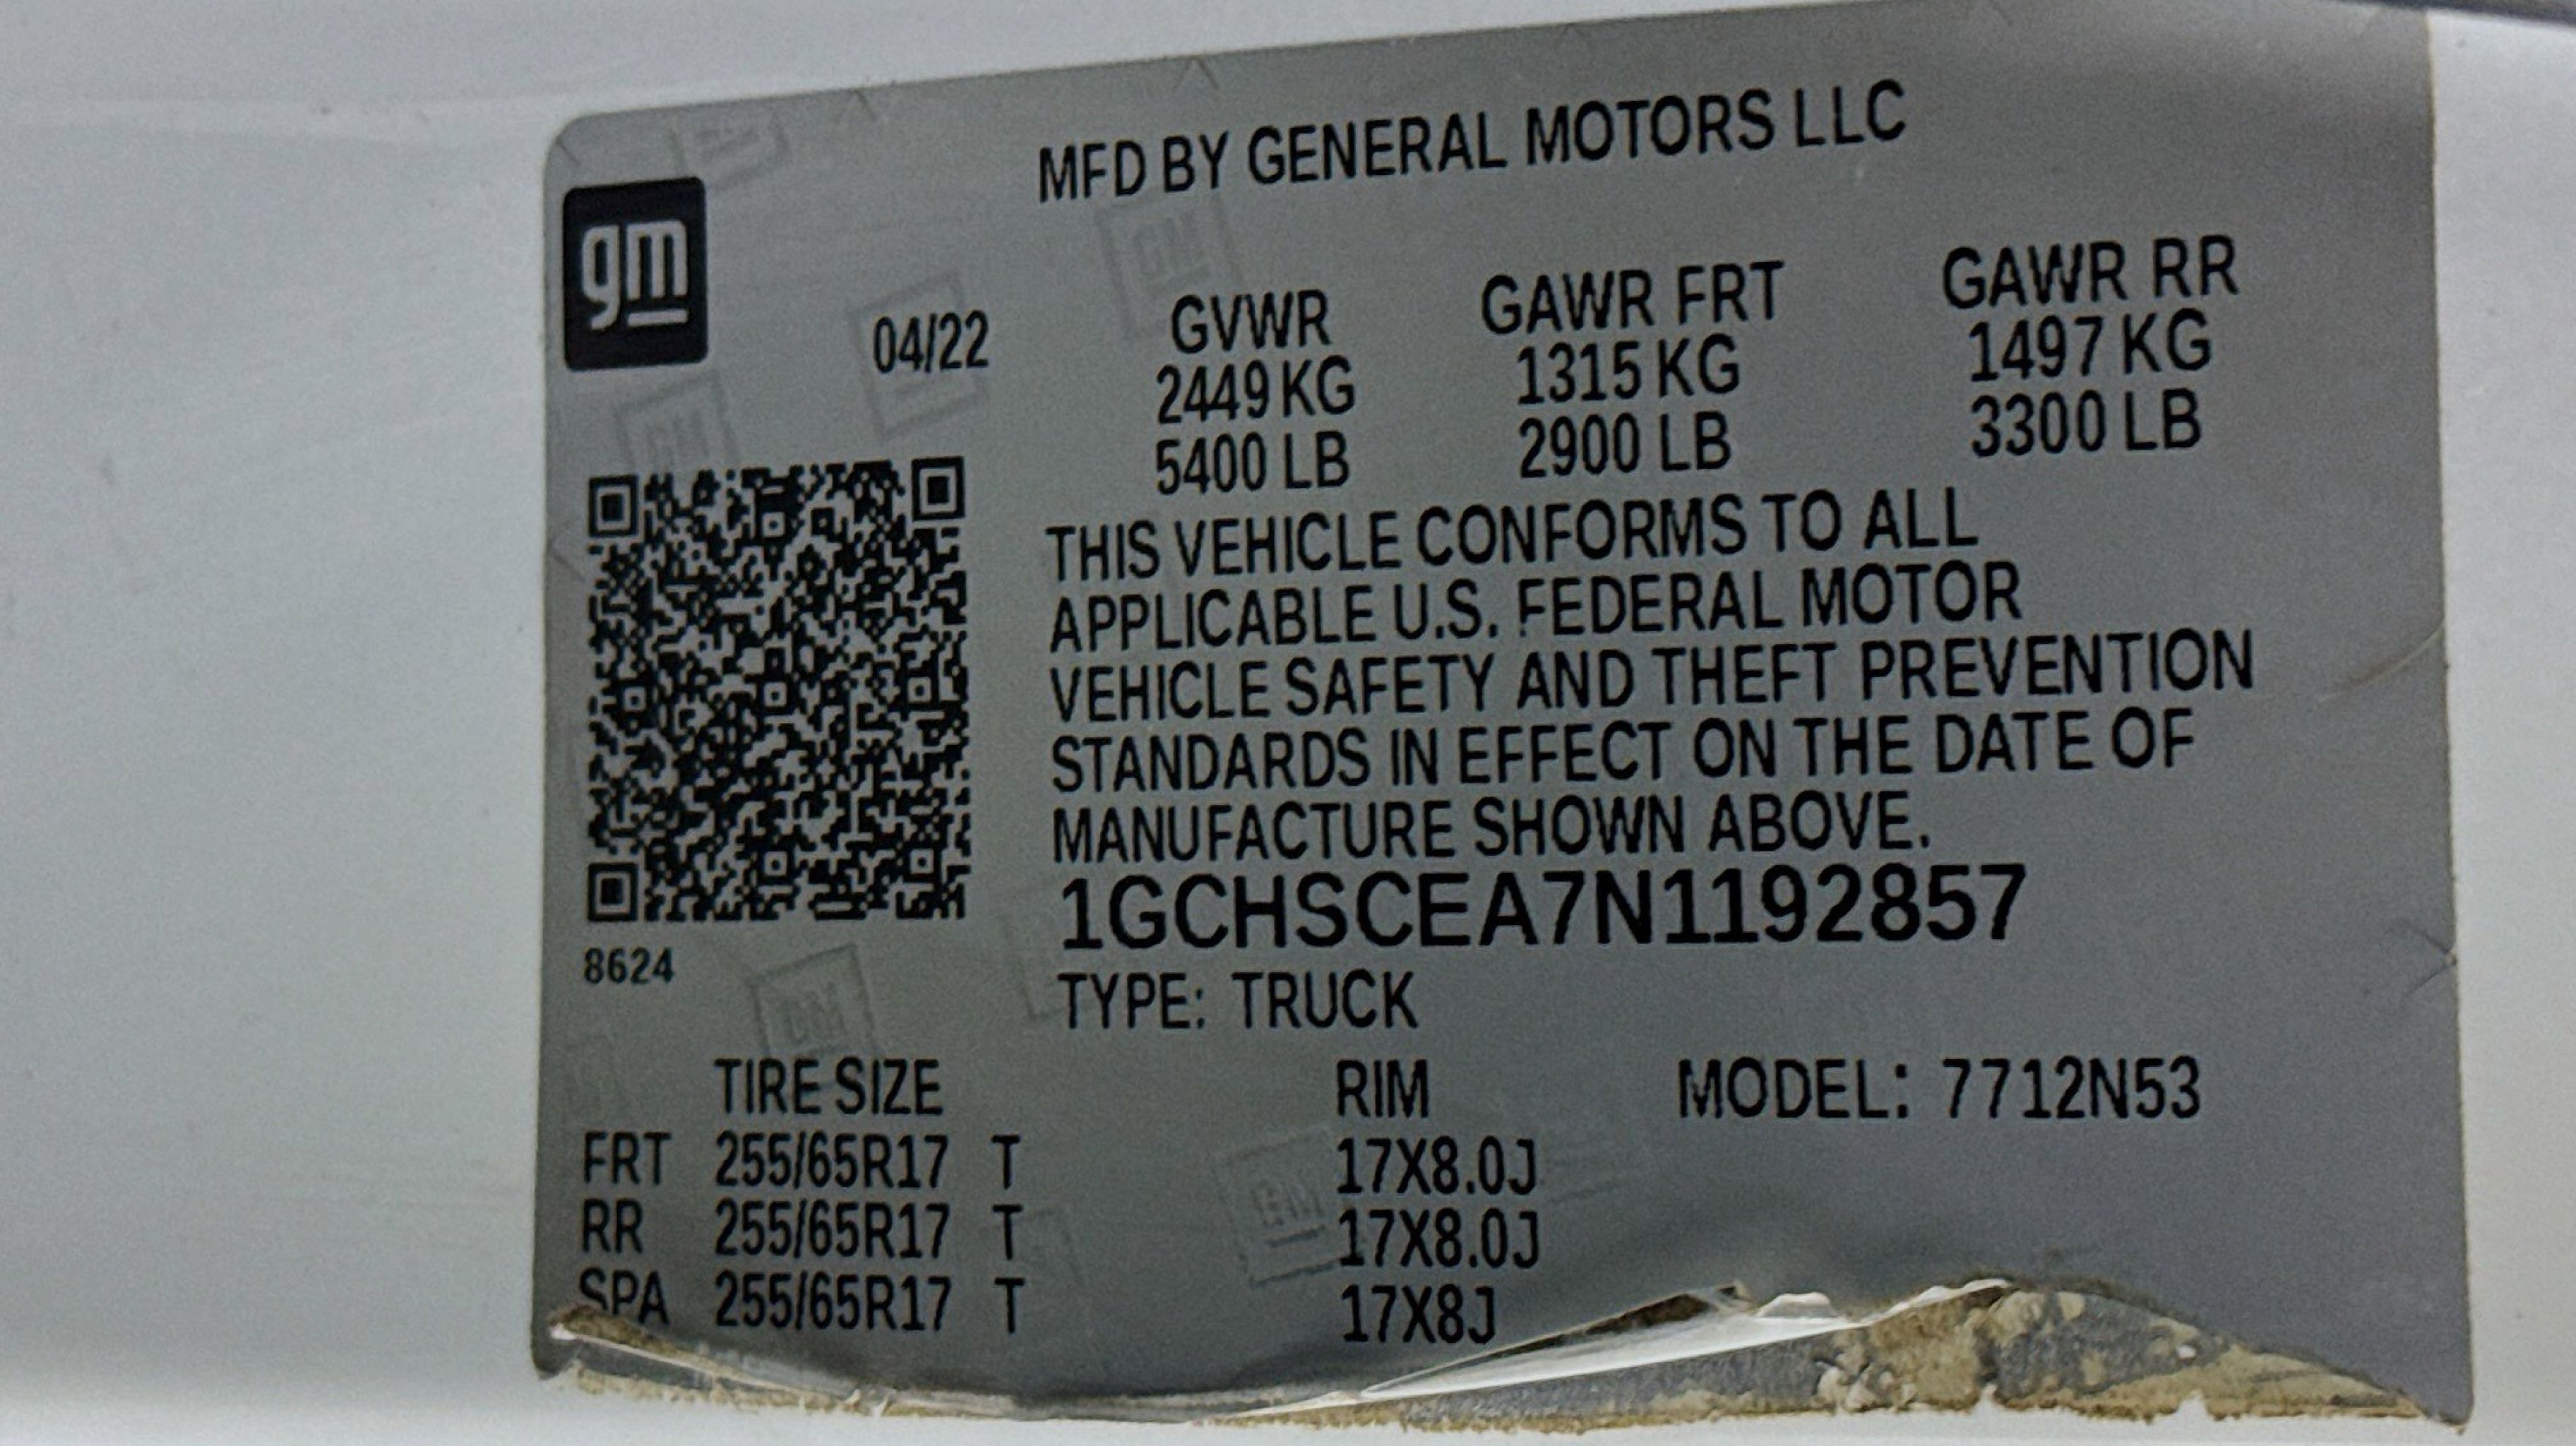 MFD BY GENERAL MOTORS LLC
gm
04/22
GVWR GAWR FRT GAWR RR
2449 KG 1315 KG 1497 KG
5400 LB 2900 LB 3300 LB
THIS VEHICLE CONFORMS TO ALL
APPLICABLE U.S. FEDERAL MOTOR
VEHICLE SAFETY AND THEFT PREVENTION
STANDARDS IN EFFECT ON THE DATE OF
MANUFACTURE SHOWN ABOVE.
1GCHSCEA7N1192857
8624
TYPE: TRUCK
TIRE SIZE RIM MODEL: 7712N53
FRT 255/65R17 T 17X8.0J
RR 255/65R17 T 17X8.0J
SPA 255/65R17 T 17X8J